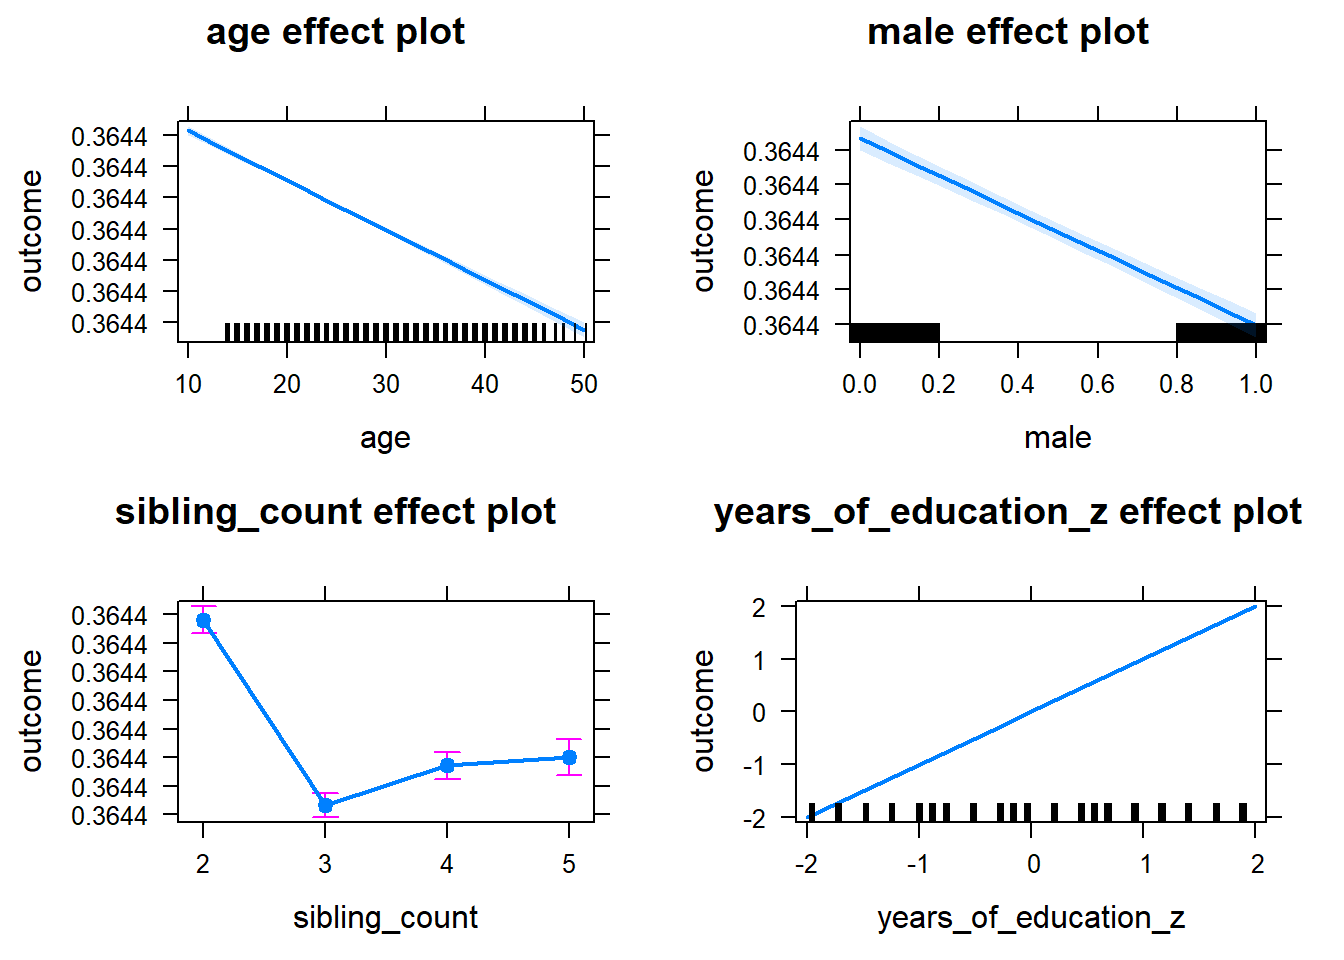 age effect plot
outcome
0.3644
0.3644
0.3644
0.3644
0.3644
0.3644
0.3644
10 20 30 40 50
age
male effect plot
outcome
0.3644
0.3644
0.3644
0.3644
0.3644
0.3644
0.0 0.2 0.4 0.6 0.8 1.0
male
sibling_count effect plot
outcome
0.3644
0.3644
0.3644
0.3644
0.3644
0.3644
0.3644
0.3644
2 3 4 5
sibling_count
years_of_education_z effect plot
outcome
2
1
0
-1
-2
-2 -1 0 1 2
years_of_education_z